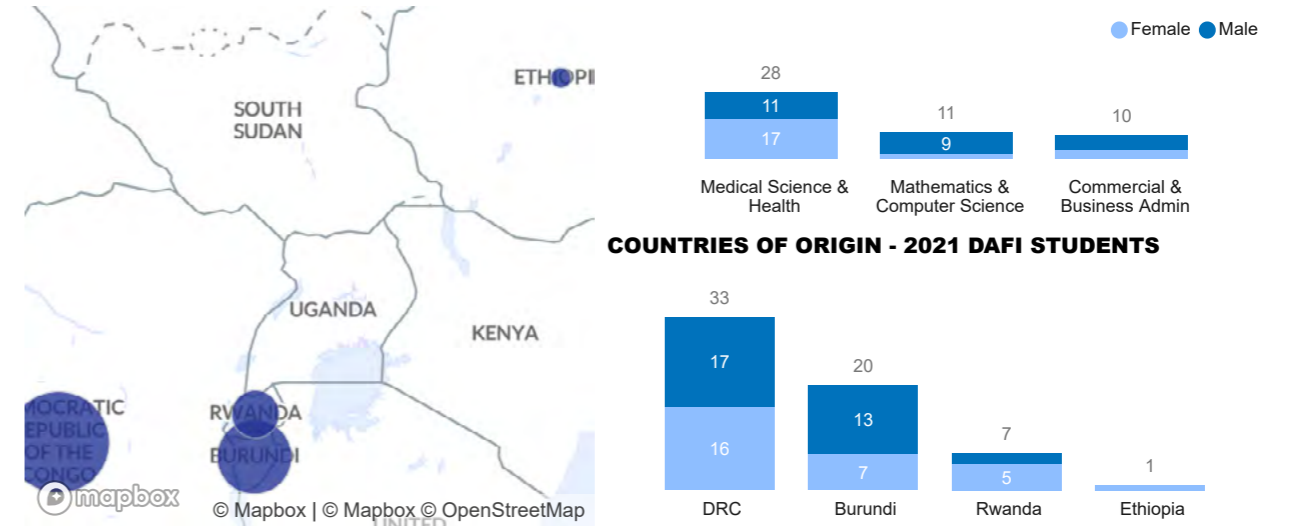 ETHIOPI
SOUTH
SUDAN
UGANDA
KENYA
MOCRATIC
EPUBLIC
OF THE
CONGO
RWANDA
BURUNDI
mapbox
© Mapbox | © Mapbox © OpenStreetMap
UNITED
Female Male
28
11
17
Medical Science &
Health
11
9
Mathematics &
Computer Science
10
Commercial &
Business Admin
COUNTRIES OF ORIGIN - 2021 DAFI STUDENTS
33
17
16
DRC
20
13
7
Burundi
7
5
Rwanda
1
Ethiopia